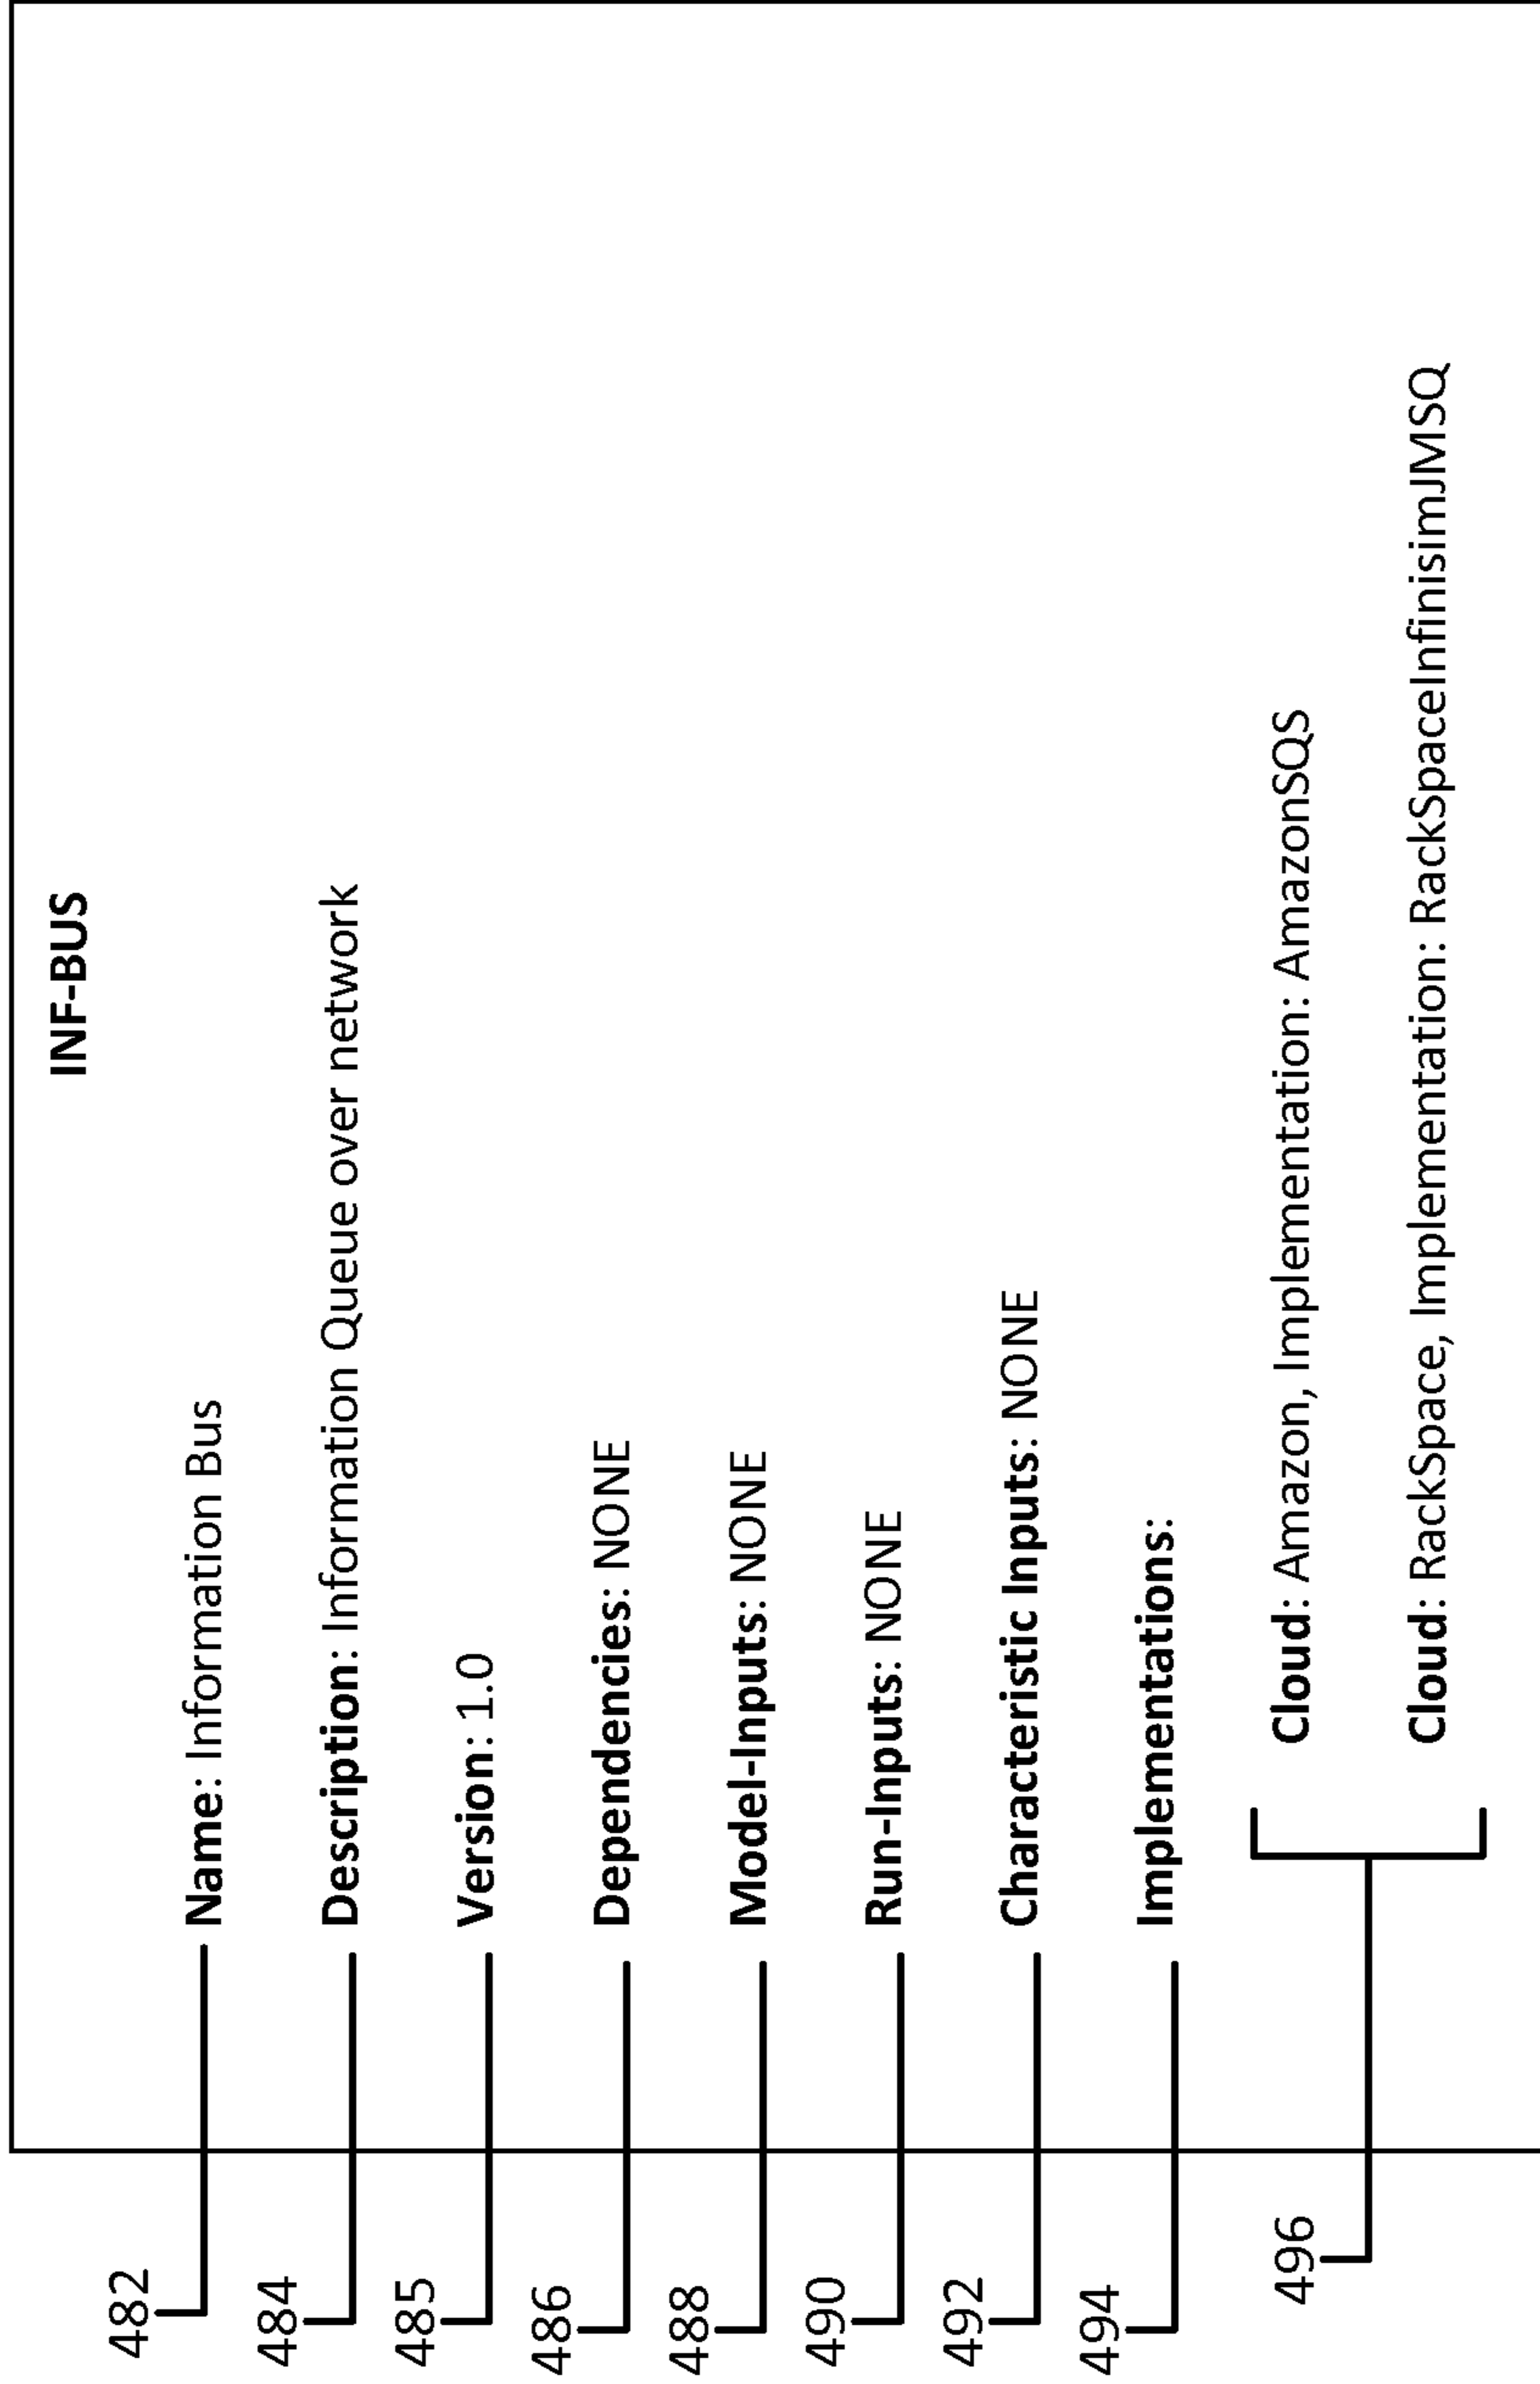 INF-BUS
482 Name: Information Bus
484 Description: Information Queue over network
485 Version: 1.0
486 Dependencies: NONE
488 Model-Inputs: NONE
490 Run-Inputs: NONE
492 Characteristic Inputs: NONE
494 Implementations:
Cloud: Amazon, Implementation: AmazonSQS
496
Cloud: RackSpace, Implementation: RackSpaceInfinisimJMSQ